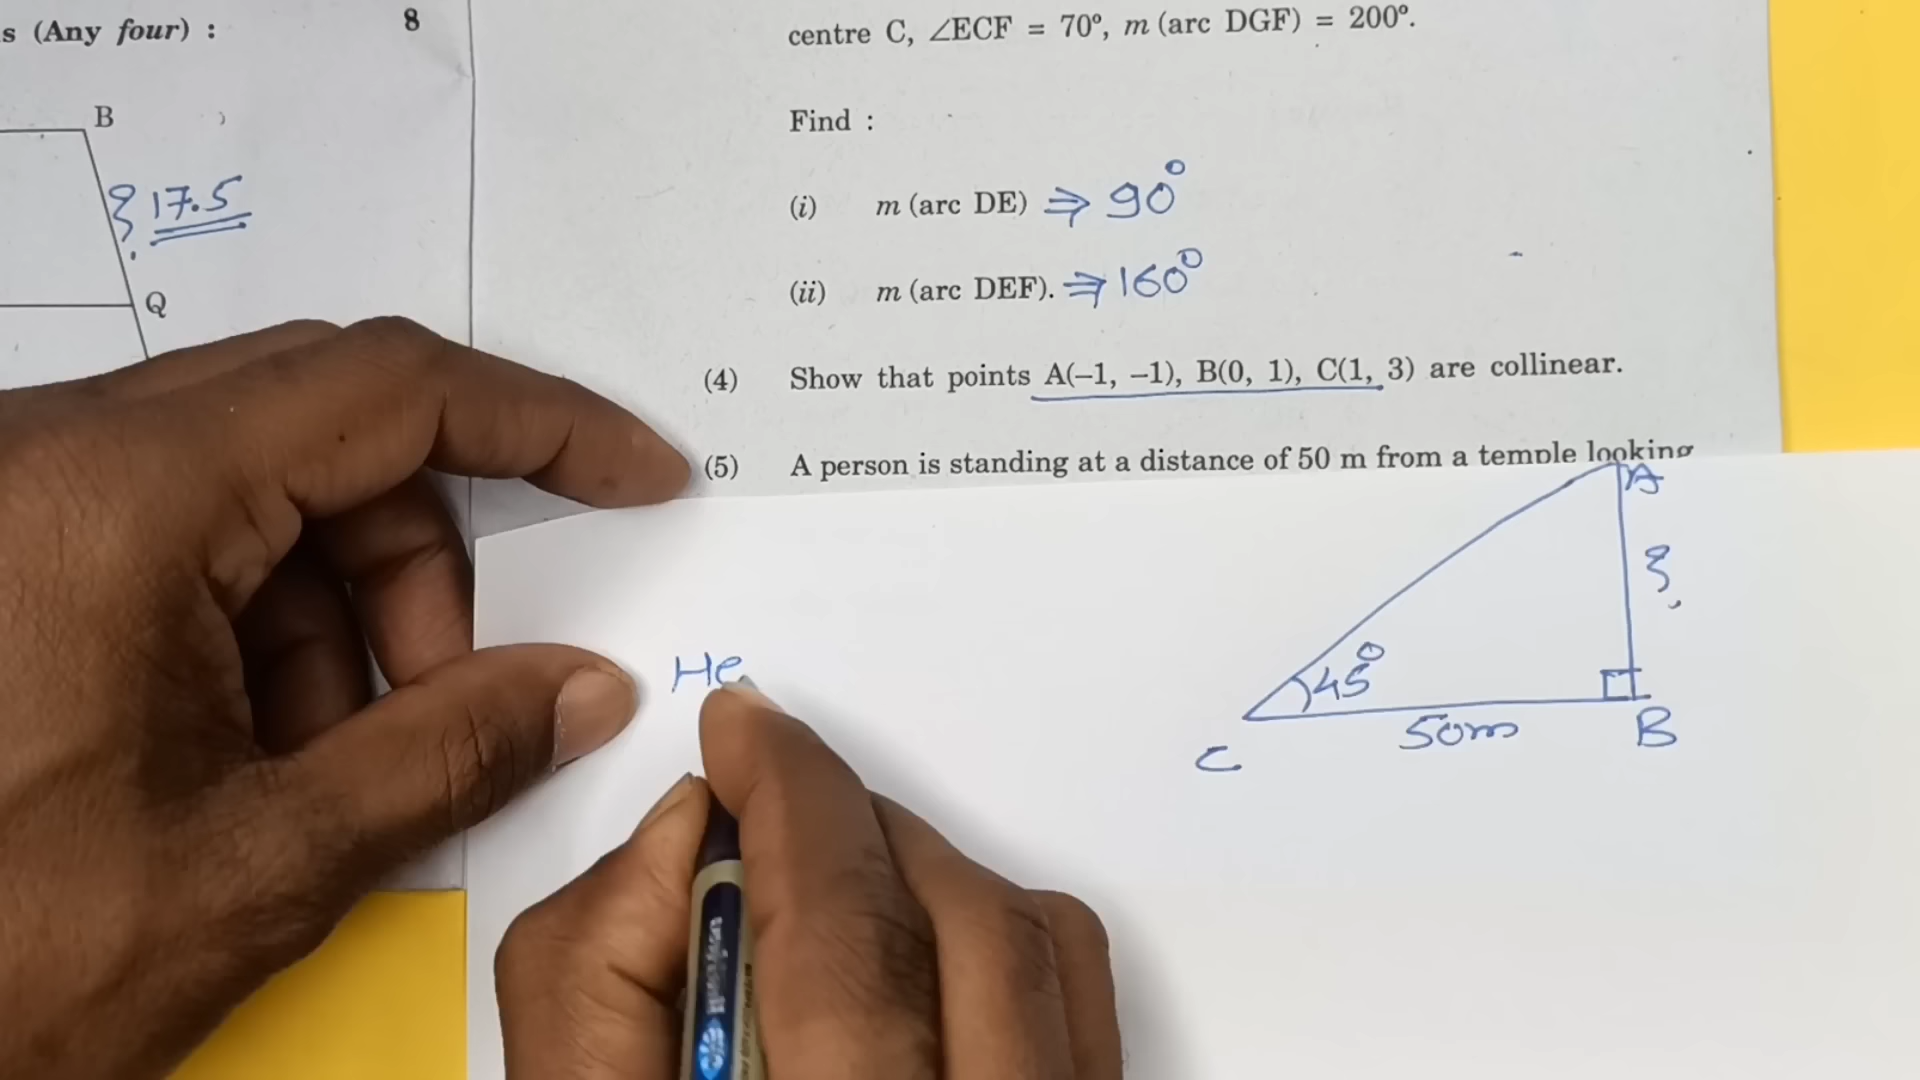 s (Any four) :
8
B
17.5
Q
centre C, ∠ECF = 70°, m (arc DGF) = 200°.
Find :
(i) m (arc DE) ⇒ 90°
(ii) m (arc DEF). ⇒ 160°
(4) Show that points A(–1, –1), B(0, 1), C(1, 3) are collinear.
(5) A person is standing at a distance of 50 m from a temple looking
A
He
45°
50m
B
C